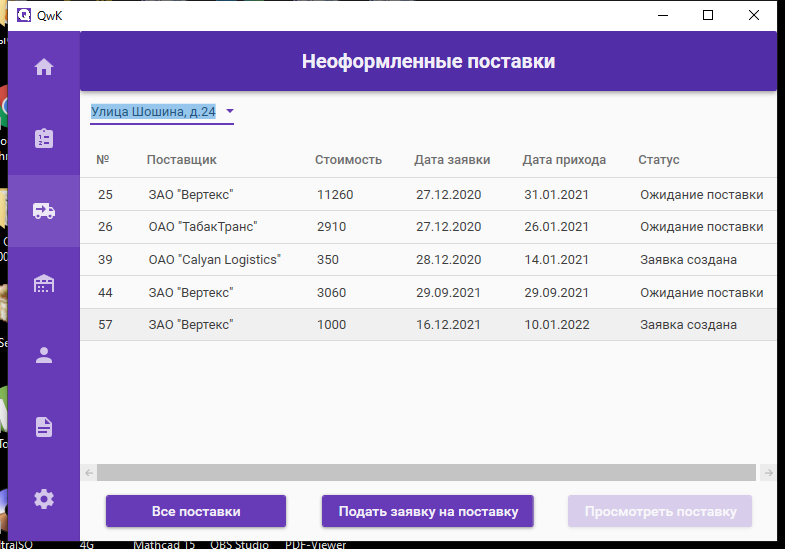 QwK
Неоформленные поставки
Улица Шошина, д.24
№ Поставщик Стоимость Дата заявки Дата прихода Статус
25 ЗАО "Вертекс" 11260 27.12.2020 31.01.2021 Ожидание поставки
26 ОАО "ТабакТранс" 2910 27.12.2020 26.01.2021 Ожидание поставки
39 ОАО "Calyan Logistics" 350 28.12.2020 14.01.2021 Заявка создана
44 ЗАО "Вертекс" 3060 29.09.2021 29.09.2021 Ожидание поставки
57 ЗАО "Вертекс" 1000 16.12.2021 10.01.2022 Заявка создана
Все поставки Подать заявку на поставку Просмотреть поставку
traISO 4G Mathcad 15 OBS Studio PDF-Viewer